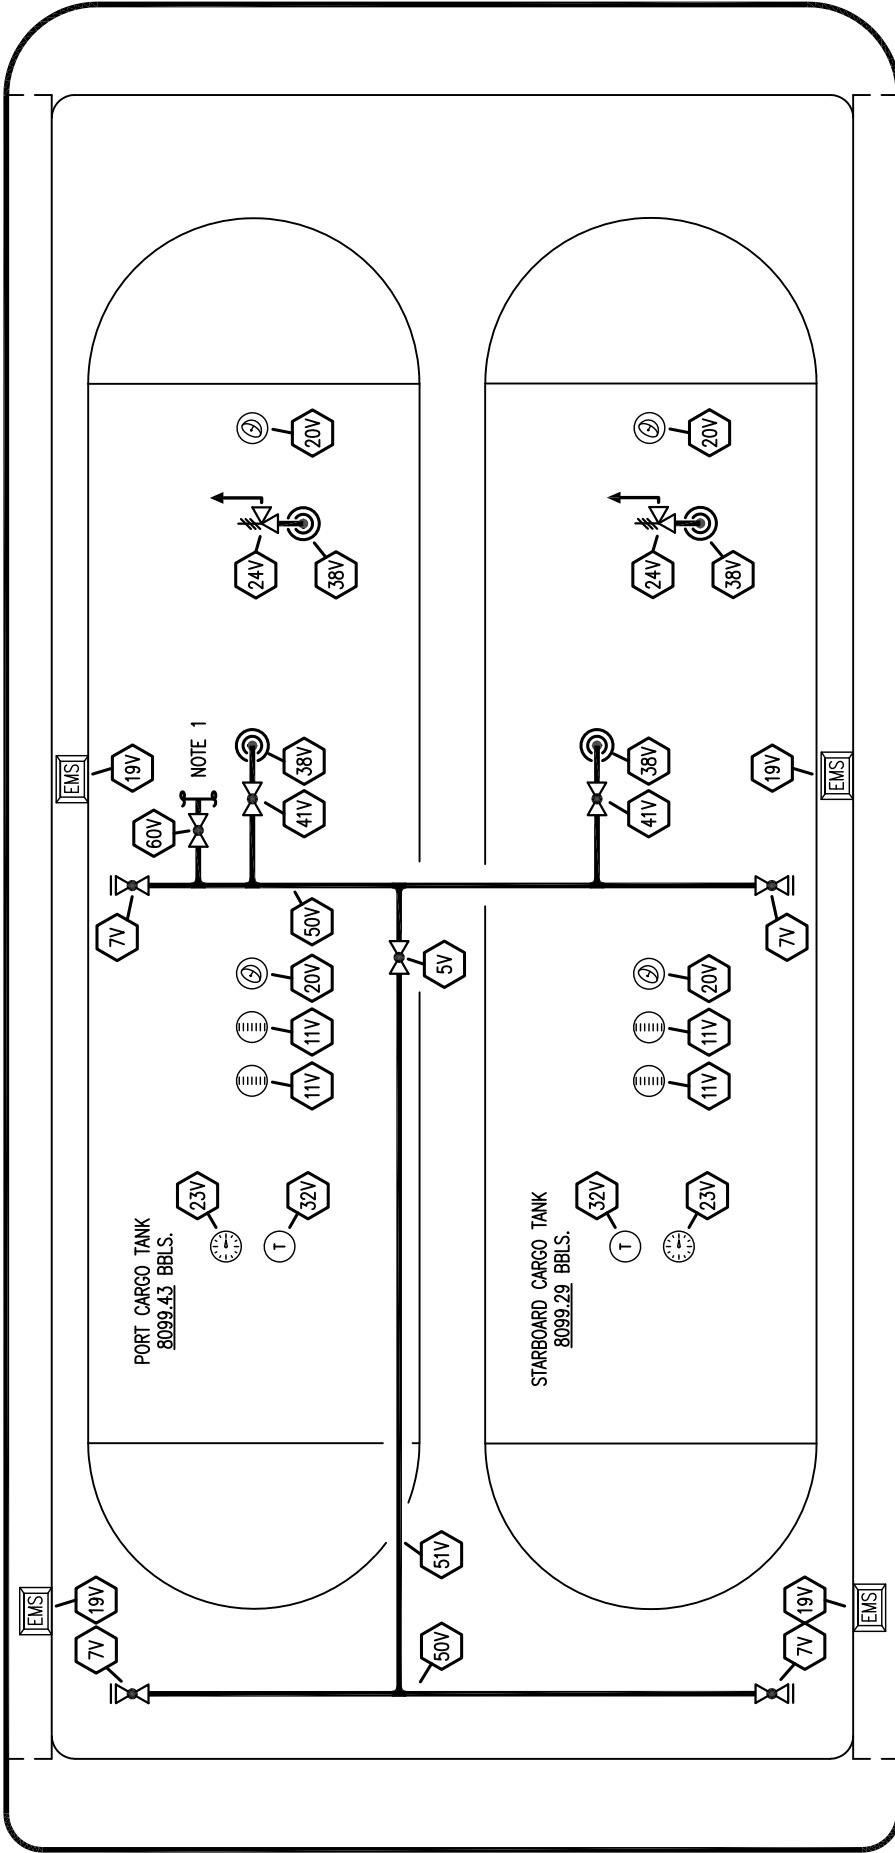 20V
20V
24V
38V
24V
38V
EMS
19V
NOTE 1
38V
38V
19V
EMS
60V
41V
41V
7V
50V
7V
5V
20V
20V
11V
11V
11V
11V
23V
32V
32V
23V
PORT CARGO TANK
8099.43 BBLS.
STARBOARD CARGO TANK
8099.29 BBLS.
T
T
51V
EMS
19V
19V
EMS
7V
50V
7V